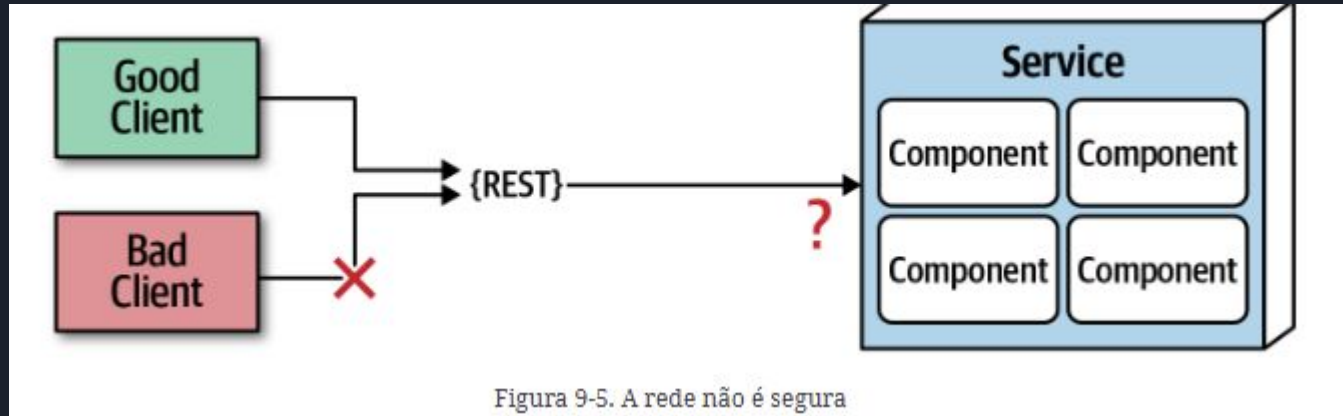 Good
Client
Bad
Client
{REST}
?
Service
Component
Component
Component
Component
Figura 9-5. A rede não é segura